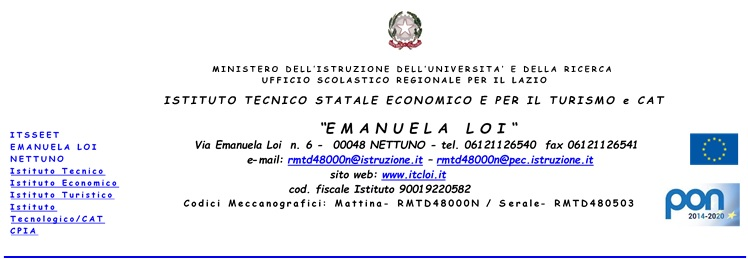 MINISTERO DELL'ISTRUZIONE DELL'UNIVERSITA' E DELLA RICERCA
UFFICIO SCOLASTICO REGIONALE PER IL LAZIO
ISTITUTO TECNICO STATALE ECONOMICO E PER IL TURISMO e CAT
"EMANUELA LOI"
Via Emanuela Loi n. 6 - 00048 NETTUNO - tel. 06121126540 fax 06121126541
e-mail: rmtd48000n@istruzione.it – rmtd48000n@pec.istruzione.it
sito web: www.itcloi.it
cod. fiscale Istituto 90019220582
Codici Meccanografici: Mattina- RMTD48000N / Serale- RMTD480503
ITSSEET
EMANUELA LOI
NETTUNO
Istituto Tecnico
Istituto Economico
Istituto Turistico
Istituto
Tecnologico/CAT
CPIA
pon
2014-2020